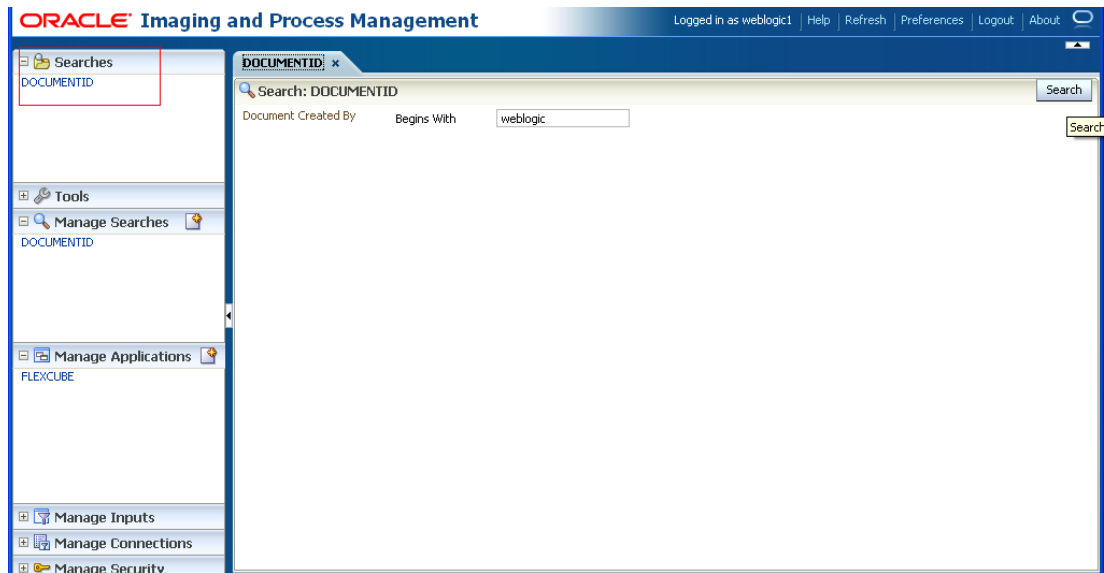 ORACLE Imaging and Process Management
Logged in as weblogic1 | Help | Refresh | Preferences | Logout | About
Searches
DOCUMENTID
Tools
Manage Searches
DOCUMENTID
Manage Applications
FLEXCUBE
Manage Inputs
Manage Connections
Manage Security
DOCUMENTID
Search: DOCUMENTID
Search
Document Created By Begins With weblogic
Search